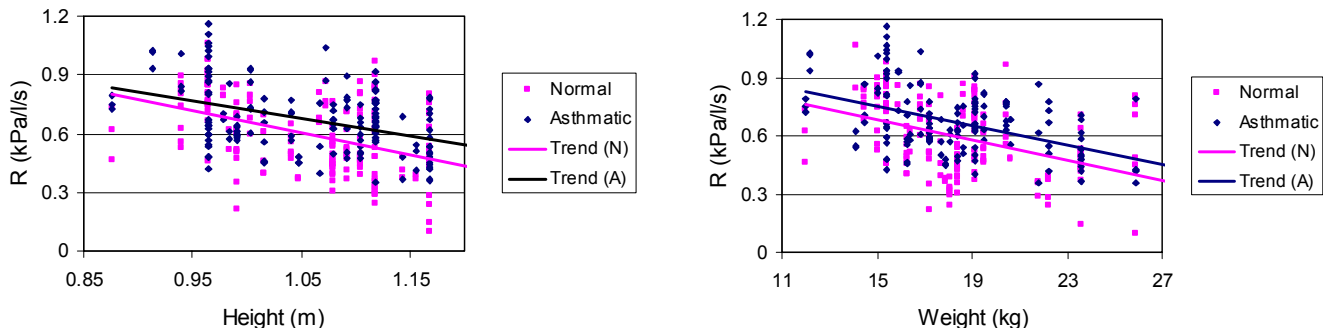 1.2
0.9
0.6
0.3
0
R (kPa/l/s)
0.85 0.95 1.05 1.15
Height (m)
Normal
Asthmatic
Trend (N)
Trend (A)
1.2
0.9
0.6
0.3
0
R (kPa/l/s)
11 15 19 23 27
Weight (kg)
Normal
Asthmatic
Trend (N)
Trend (A)